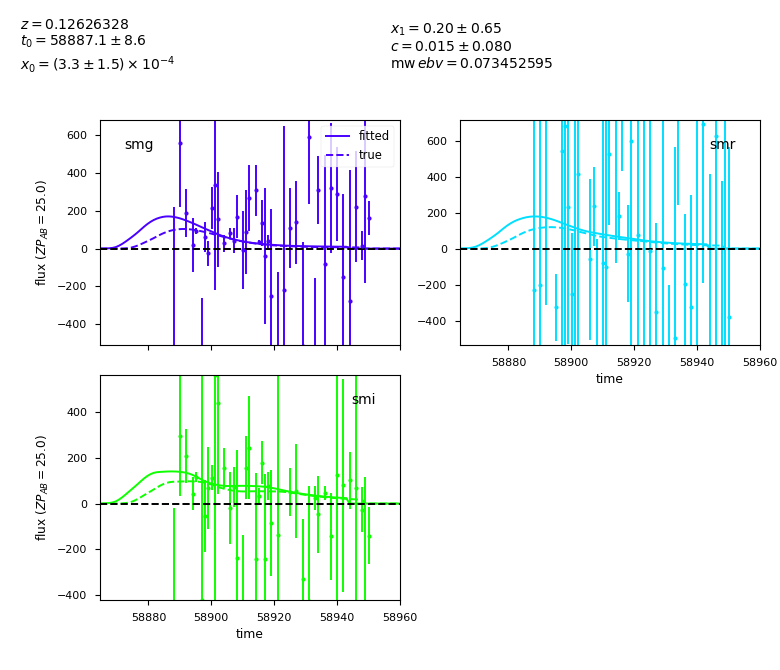 z = 0.12626328
t₀ = 58887.1 ± 8.6
x₀ = (3.3 ± 1.5) × 10⁻⁴
x₁ = 0.20 ± 0.65
c = 0.015 ± 0.080
mw ebv = 0.073452595
smg
fitted
true
600
400
200
0
−200
−400
flux (ZP_AB = 25.0)
smr
600
400
200
0
−200
−400
58880 58900 58920 58940 58960
time
smi
400
200
0
−200
−400
flux (ZP_AB = 25.0)
58880 58900 58920 58940 58960
time